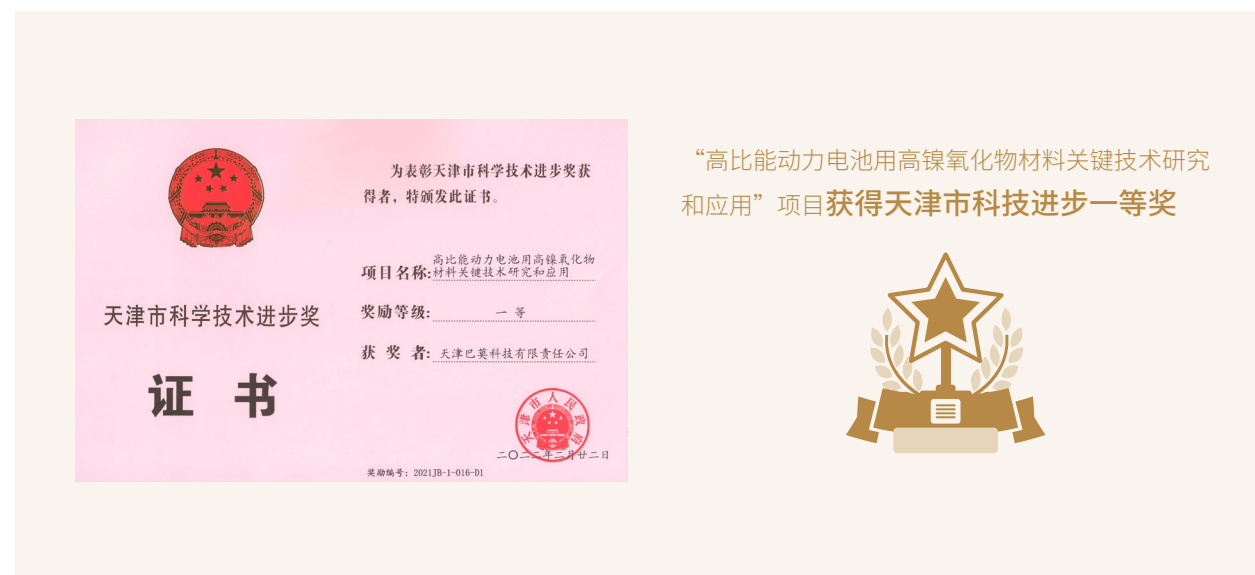 天津市科学技术进步奖
证 书
为表彰天津市科学技术进步奖获
得者，特颁发此证书。
项目名称:高比能动力电池用高镍氧化物
材料关键技术研究和应用
奖励等级: 一 等
获 奖 者: 天津巴莫科技有限责任公司
天津市人民政府
二〇二二年二月廿二日
奖励编号: 2021JB-1-016-D1
“高比能动力电池用高镍氧化物材料关键技术研究
和应用”项目获得天津市科技进步一等奖